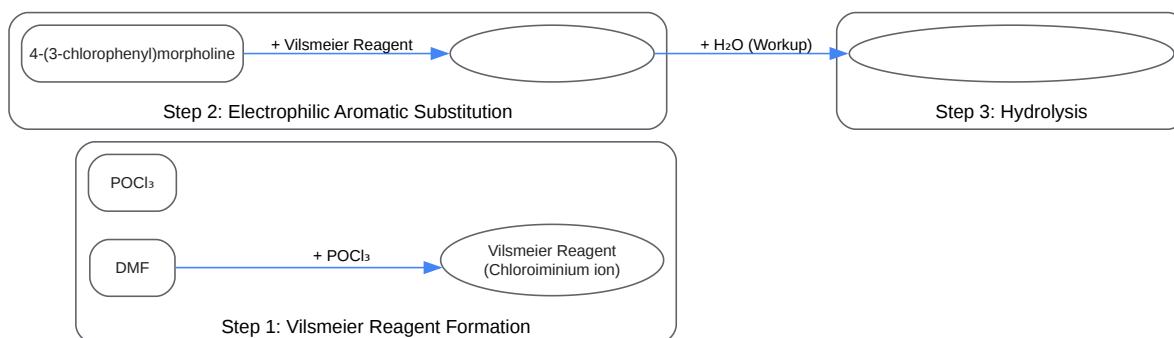 4-(3-chlorophenyl)morpholine
+ Vilsmeier Reagent
+ H₂O (Workup)
Step 2: Electrophilic Aromatic Substitution
Step 3: Hydrolysis
POCl₃
DMF
+ POCl₃
Vilsmeier Reagent
(Chloroiminium ion)
Step 1: Vilsmeier Reagent Formation